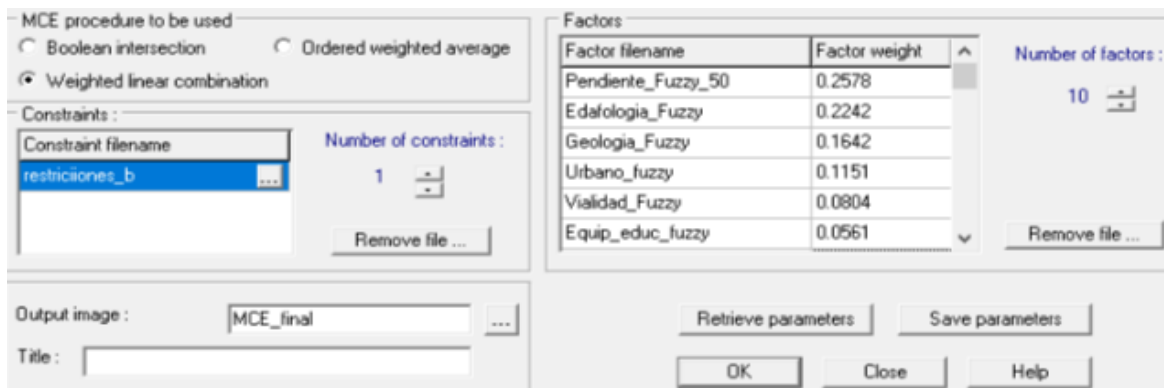 MCE procedure to be used
Boolean intersection
Ordered weighted average
Weighted linear combination
Constraints :
Constraint filename
restriciiones_b
...
Number of constraints :
1
Remove file ...
Factors
Factor filename Factor weight
Pendiente_Fuzzy_50 0.2578
Edafologia_Fuzzy 0.2242
Geologia_Fuzzy 0.1642
Urbano_fuzzy 0.1151
Vialidad_Fuzzy 0.0804
Equip_educ_fuzzy 0.0561
Number of factors :
10
Remove file ...
Output image : MCE_final ...
Title :
Retrieve parameters Save parameters
OK Close Help